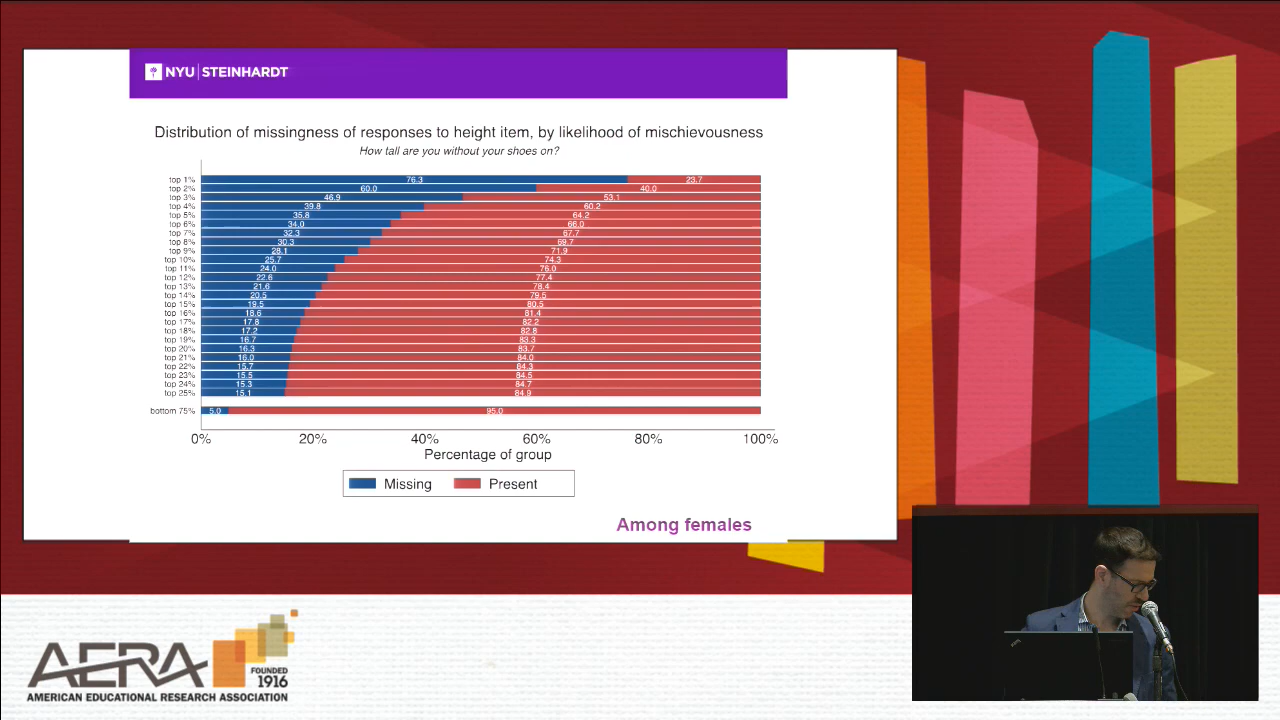 NYU STEINHARDT
Distribution of missingness of responses to height item, by likelihood of mischievousness
How tall are you without your shoes on?
top 1% 76.3 23.7
top 2% 60.0 40.0
top 3% 46.9 53.1
top 4% 39.8 60.2
top 5% 35.8 64.2
top 6% 34.0 66.0
top 7% 32.3 67.7
top 8% 30.3 69.7
top 9% 28.1 71.9
top 10% 25.7 74.3
top 11% 24.0 76.0
top 12% 22.6 77.4
top 13% 21.6 78.4
top 14% 20.5 79.5
top 15% 19.5 80.5
top 16% 18.6 81.4
top 17% 17.8 82.2
top 18% 17.2 82.8
top 19% 16.7 83.3
top 20% 16.3 83.7
top 21% 16.0 84.0
top 22% 15.7 84.3
top 23% 15.5 84.5
top 24% 15.3 84.7
top 25% 15.1 84.9
bottom 75% 5.0 95.0
0% 20% 40% 60% 80% 100%
Percentage of group
Missing Present
Among females
AERA
FOUNDED
1916
AMERICAN EDUCATIONAL RESEARCH ASSOCIATION